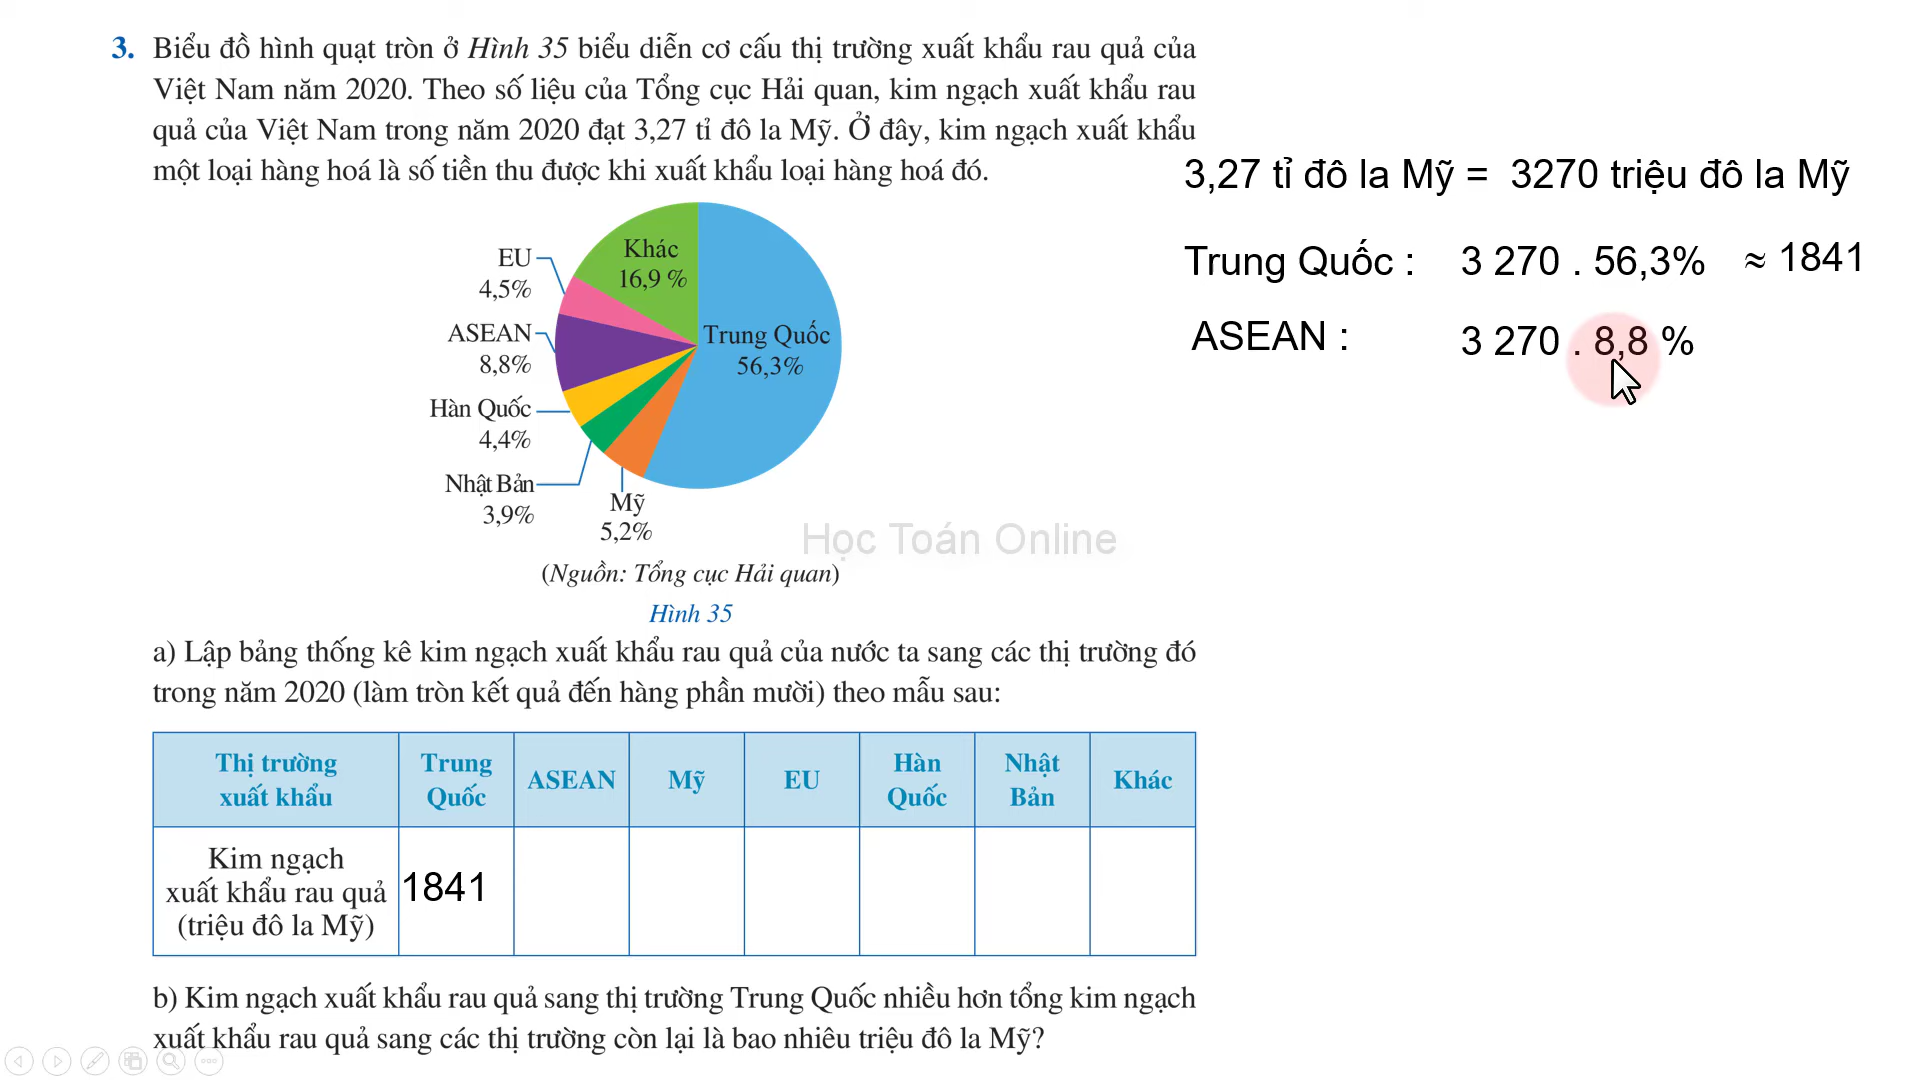 3. Biểu đồ hình quạt tròn ở Hình 35 biểu diễn cơ cấu thị trường xuất khẩu rau quả của
Việt Nam năm 2020. Theo số liệu của Tổng cục Hải quan, kim ngạch xuất khẩu rau
quả của Việt Nam trong năm 2020 đạt 3,27 tỉ đô la Mỹ. Ở đây, kim ngạch xuất khẩu
một loại hàng hoá là số tiền thu được khi xuất khẩu loại hàng hoá đó.
3,27 tỉ đô la Mỹ = 3270 triệu đô la Mỹ
Trung Quốc : 3 270 . 56,3% ≈ 1841
ASEAN : 3 270 . 8,8 %
Khác
16,9 %
EU
4,5%
ASEAN
8,8%
Trung Quốc
56,3%
Hàn Quốc
4,4%
Nhật Bản
3,9%
Mỹ
5,2%
Học Toán Online
(Nguồn: Tổng cục Hải quan)
Hình 35
a) Lập bảng thống kê kim ngạch xuất khẩu rau quả của nước ta sang các thị trường đó
trong năm 2020 (làm tròn kết quả đến hàng phần mười) theo mẫu sau:
Thị trường
xuất khẩu
Trung
Quốc
ASEAN
Mỹ
EU
Hàn
Quốc
Nhật
Bản
Khác
Kim ngạch
xuất khẩu rau quả
(triệu đô la Mỹ)
1841
b) Kim ngạch xuất khẩu rau quả sang thị trường Trung Quốc nhiều hơn tổng kim ngạch
xuất khẩu rau quả sang các thị trường còn lại là bao nhiêu triệu đô la Mỹ?